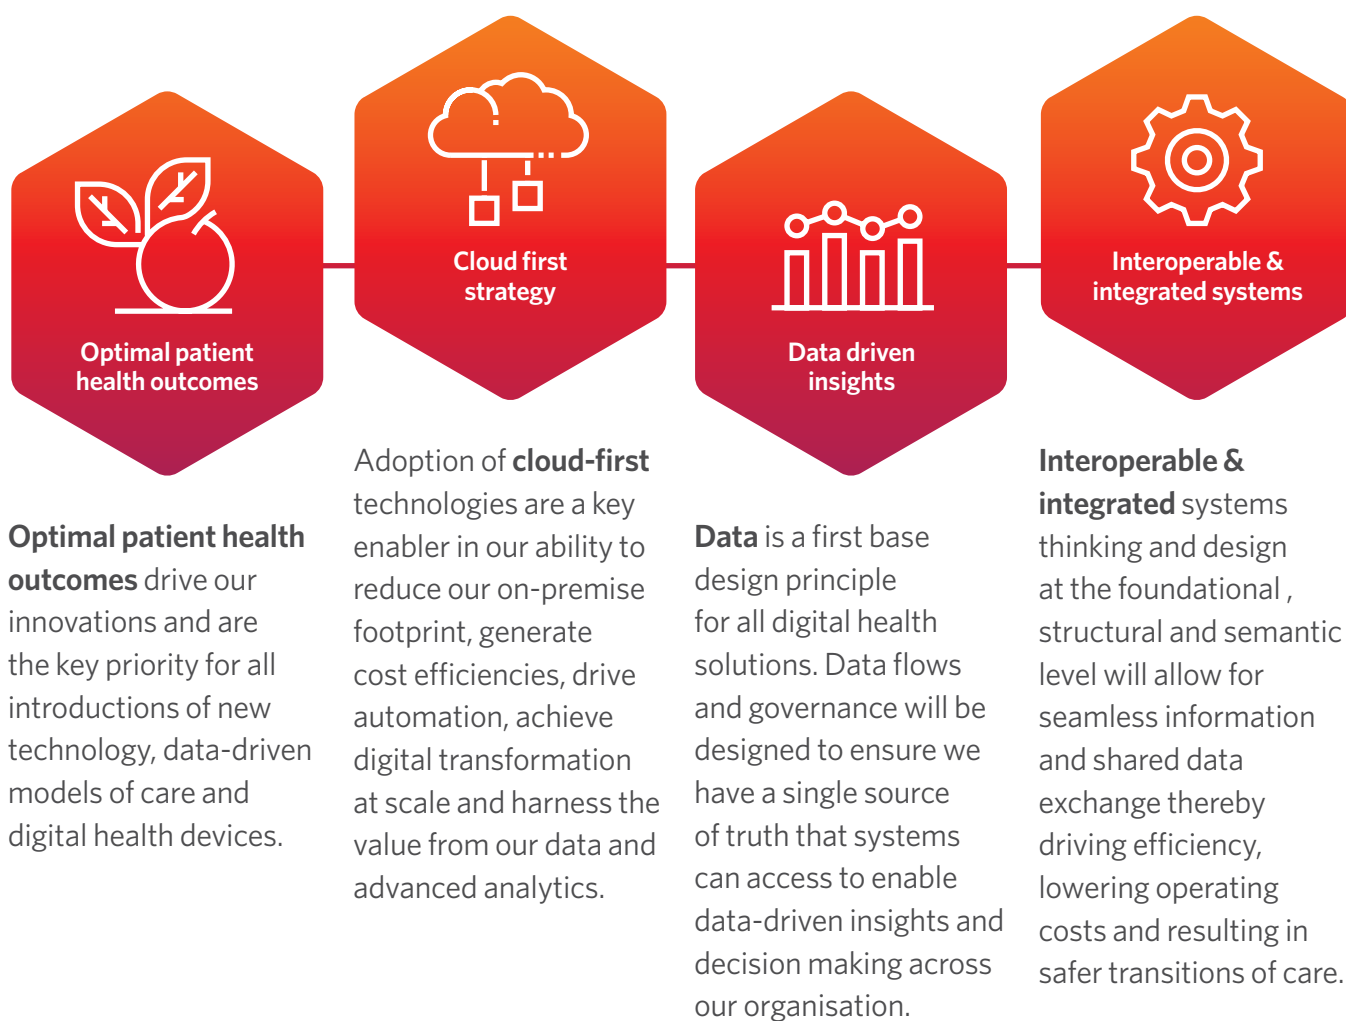 Optimal patient
health outcomes
Cloud first
strategy
Data driven
insights
Interoperable &
integrated systems
Optimal patient health
outcomes drive our
innovations and are
the key priority for all
introductions of new
technology, data-driven
models of care and
digital health devices.
Adoption of cloud-first
technologies are a key
enabler in our ability to
reduce our on-premise
footprint, generate
cost efficiencies, drive
automation, achieve
digital transformation
at scale and harness the
value from our data and
advanced analytics.
Data is a first base
design principle
for all digital health
solutions. Data flows
and governance will be
designed to ensure we
have a single source
of truth that systems
can access to enable
data-driven insights and
decision making across
our organisation.
Interoperable &
integrated systems
thinking and design
at the foundational ,
structural and semantic
level will allow for
seamless information
and shared data
exchange thereby
driving efficiency,
lowering operating
costs and resulting in
safer transitions of care.